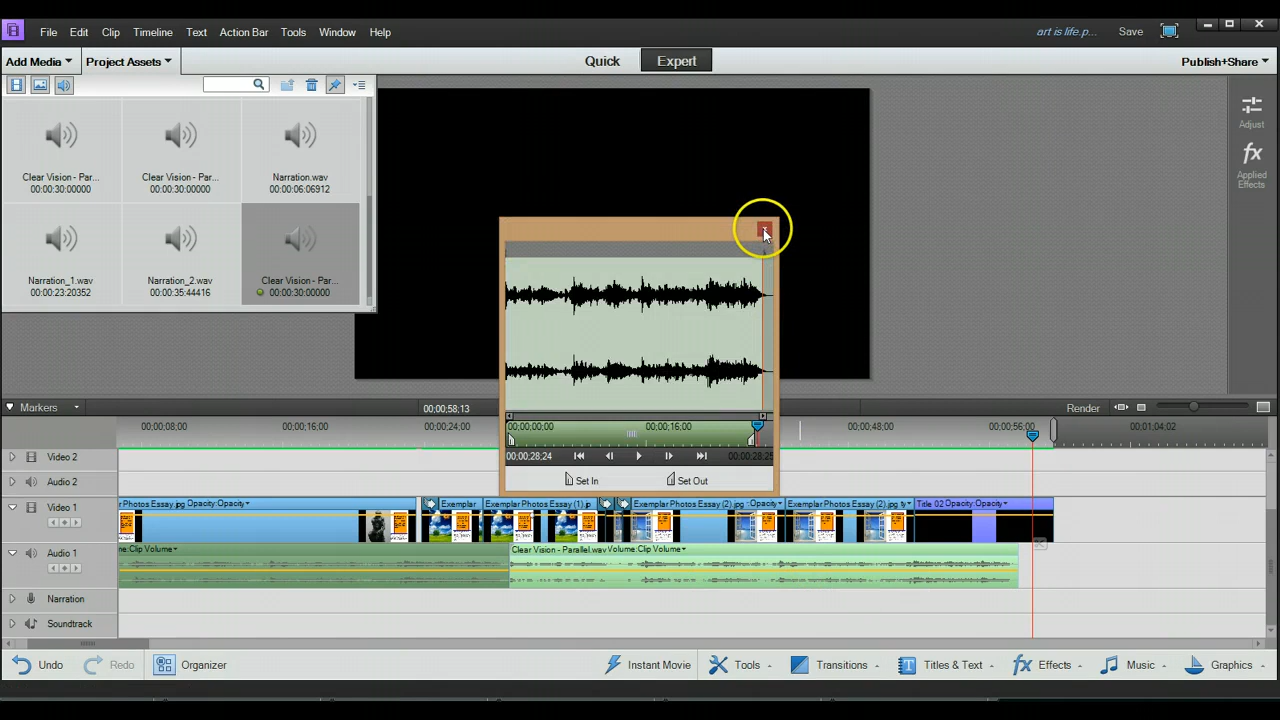 File Edit Clip Timeline Text Action Bar Tools Window Help
art is life.p... Save
Add Media Project Assets Quick Expert Publish+Share
Adjust
fx
Applied
Effects
Clear Vision - Par... Clear Vision - Par... Narration.wav
00:00:30:00000 00:00:30:00000 00:00:06:06912
Narration_1.wav Narration_2.wav Clear Vision - Par...
00:00:23:20352 00:00:35:44416 00:00:30:00000
00;00;00;00 00;00;16;00
00;00;28;24 00;00;28;25
Set In Set Out
Markers 00;00;58;13 Render
00;00;08;00 00;00;16;00 00;00;24;00 00;00;48;00 00;00;56;00 00;01;04;02
Video 2
Audio 2
Video 1
r Photos Essay .jpg Opacity:Opacity Exemplar Exemplar Photos Essay (1).p Exemplar Photos Essay (2).jpg :Opacity Exemplar Photos Essay (2).jpg Title 02 Opacity:Opacity
Audio 1
me:Clip Volume Clear Vision - Parallel.wav Volume:Clip Volume
Narration
Soundtrack
Undo Redo Organizer Instant Movie Tools Transitions T Titles & Text fx Effects Music Graphics